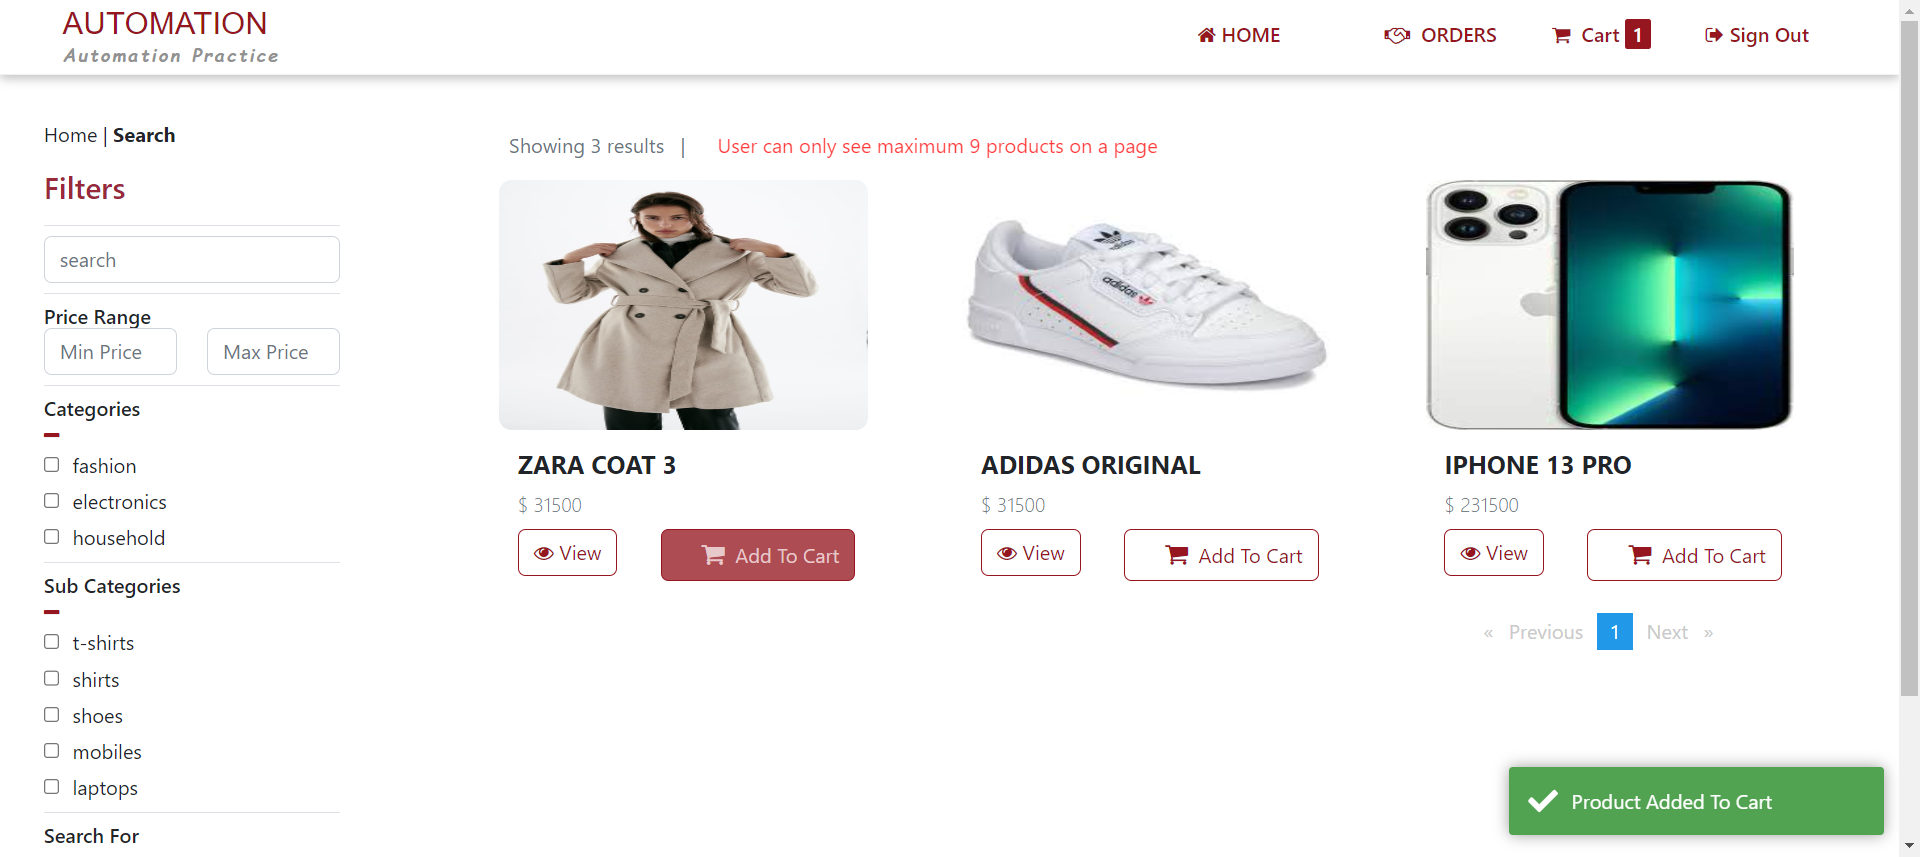 AUTOMATION
Automation Practice
HOME
ORDERS
Cart 1
Sign Out
Home | Search
Filters
search
Price Range
Min Price
Max Price
Categories
fashion
electronics
household
Sub Categories
t-shirts
shirts
shoes
mobiles
laptops
Search For
Showing 3 results | User can only see maximum 9 products on a page
ZARA COAT 3
$ 31500
View
Add To Cart
adidas
adidas
ADIDAS ORIGINAL
$ 31500
View
Add To Cart
IPHONE 13 PRO
$ 231500
View
Add To Cart
« Previous 1 Next »
Product Added To Cart